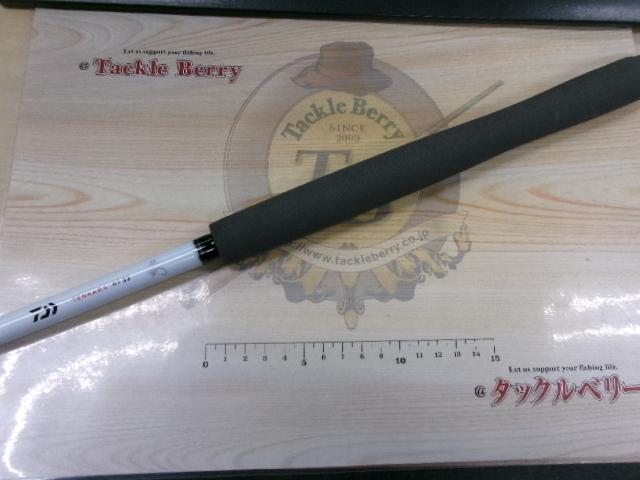 Let us support your fishing life.
@ Tackle Berry
Tackle Berry
SINCE
2000
T
://www.tackleberry.co.jp
TENKARA
0 1 2 3 4 5 6 7 8 9 10 11 12 13 14 15
Let us support your fishing life.
@ タックルベリー